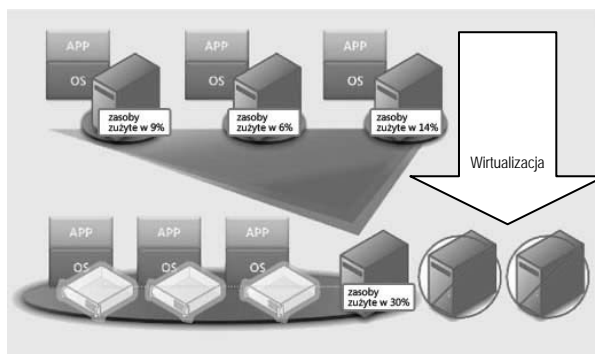 APP
OS
zasoby
zużyte w 9%
APP
OS
zasoby
zużyte w 6%
APP
OS
zasoby
zużyte w 14%
Wirtualizacja
APP
OS
APP
OS
APP
OS
zasoby
zużyte w 30%